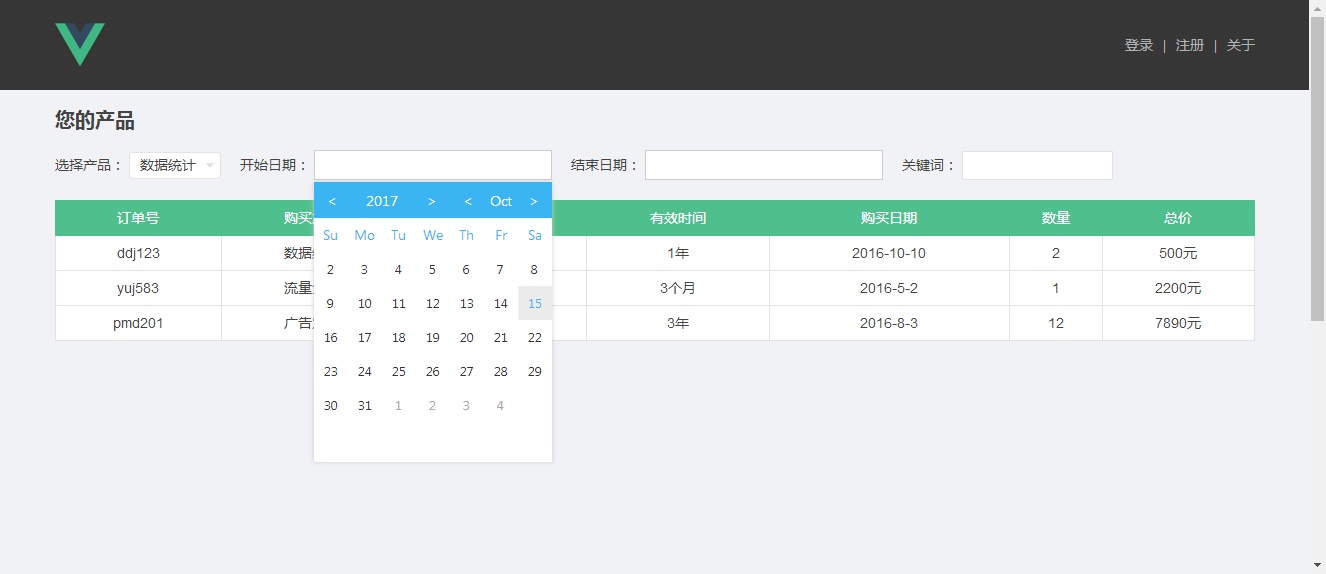 登录 | 注册 | 关于
您的产品
选择产品： 数据统计 开始日期： 结束日期： 关键词：
< 2017 > < Oct >
Su Mo Tu We Th Fr Sa
2 3 4 5 6 7 8
9 10 11 12 13 14 15
16 17 18 19 20 21 22
23 24 25 26 27 28 29
30 31 1 2 3 4
订单号 购买 有效时间 购买日期 数量 总价
ddj123 数据 1年 2016-10-10 2 500元
yuj583 流量 3个月 2016-5-2 1 2200元
pmd201 广告 3年 2016-8-3 12 7890元